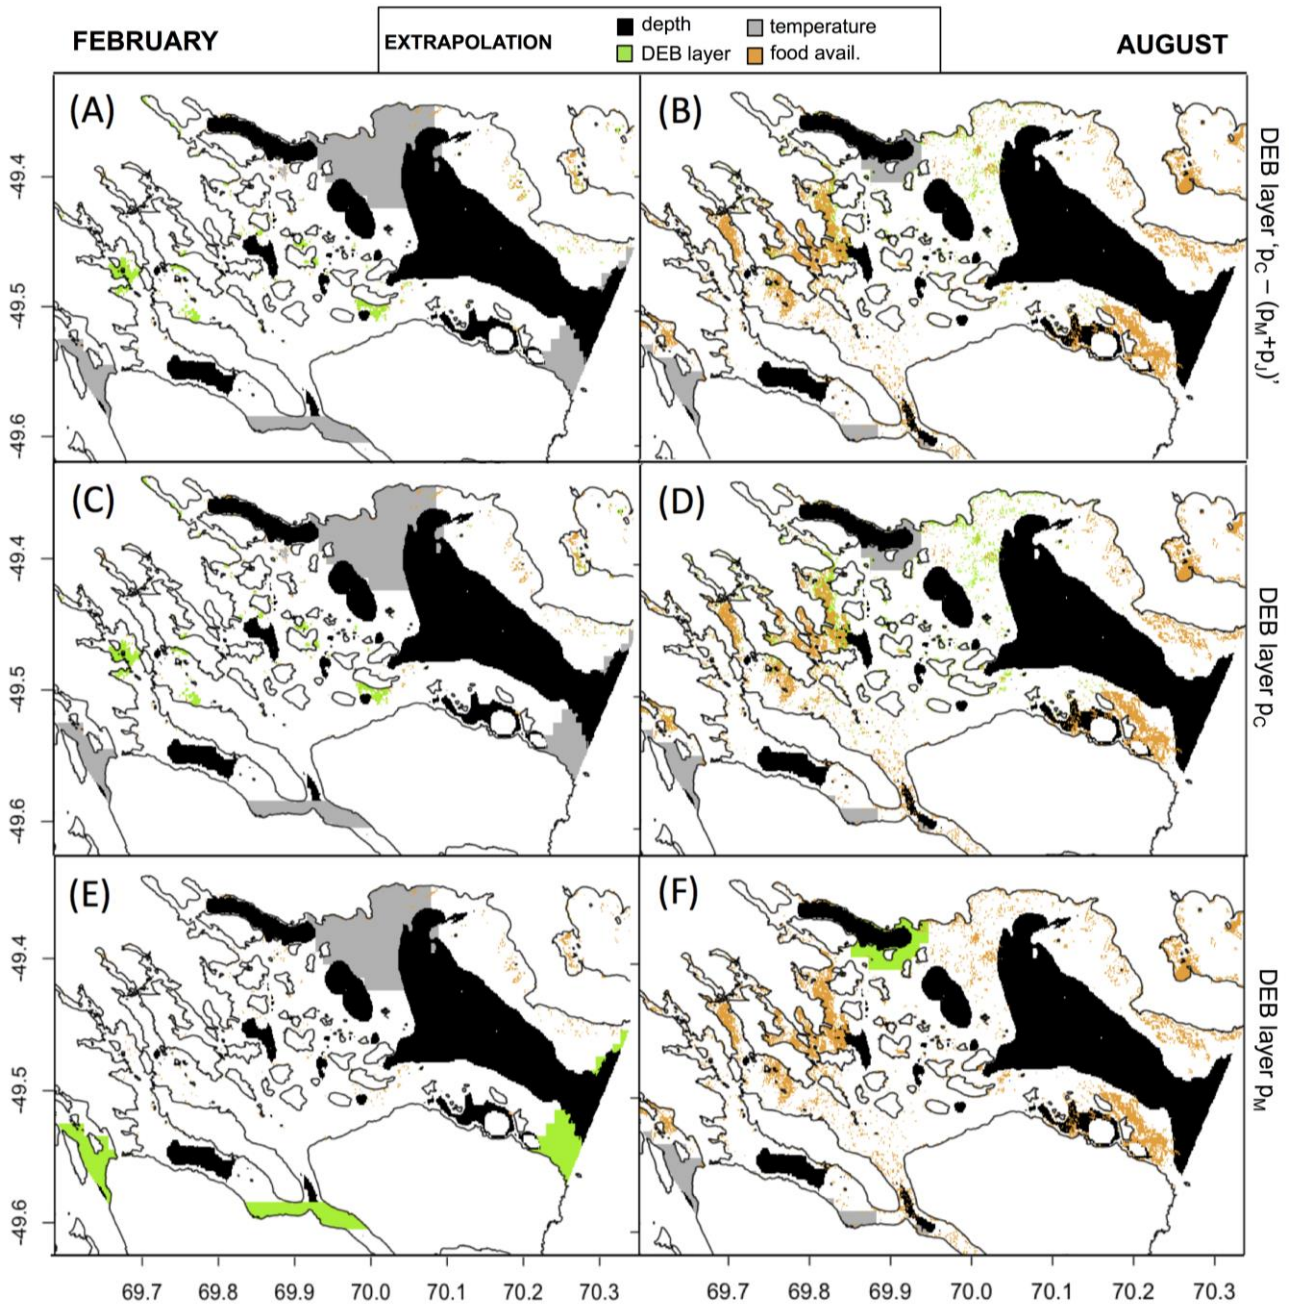 FEBRUARY
EXTRAPOLATION
depth
temperature
DEB layer
food avail.
AUGUST
(A)
(B)
-49.4
-49.5
-49.6
DEB layer 'pC – (pM+pJ)'
(C)
(D)
-49.4
-49.5
-49.6
DEB layer pC
(E)
(F)
-49.4
-49.5
-49.6
DEB layer pM
69.7 69.8 69.9 70.0 70.1 70.2 70.3
69.7 69.8 69.9 70.0 70.1 70.2 70.3